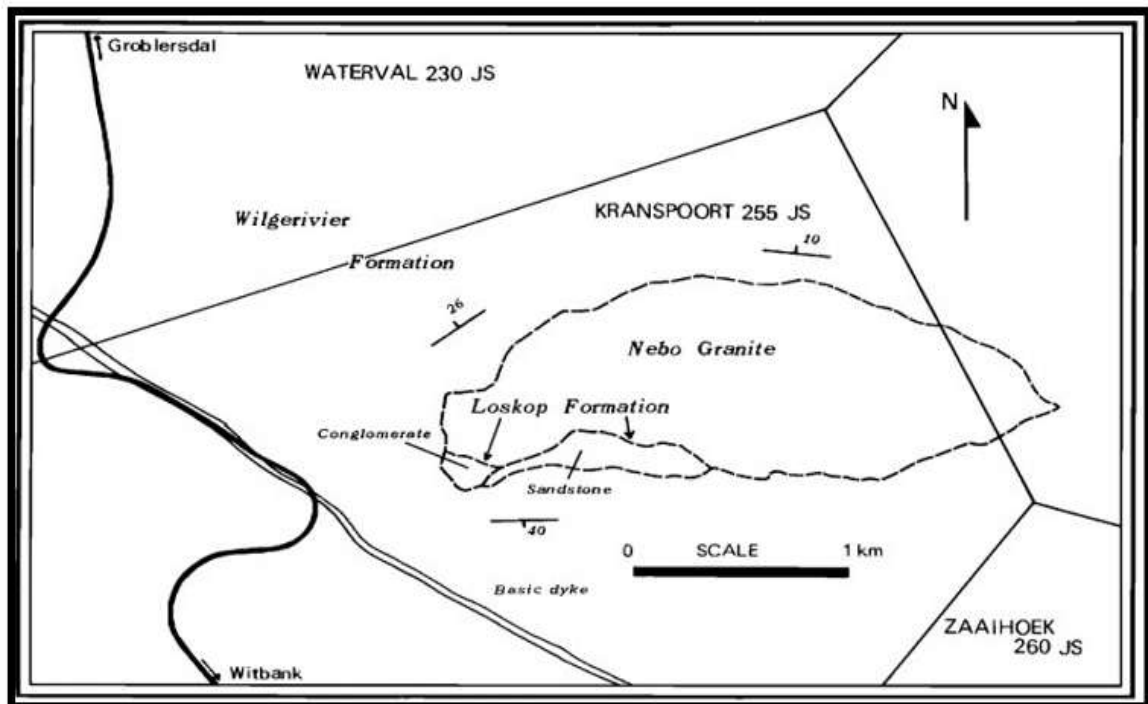 Groblersdal
WATERVAL 230 JS
N
Wilgerivier
Formation
KRANSPOORT 255 JS
10
26
Nebo Granite
Loskop Formation
Conglomerate
Sandstone
40
0 SCALE 1 km
Basic dyke
ZAAIHOEK
260 JS
Witbank